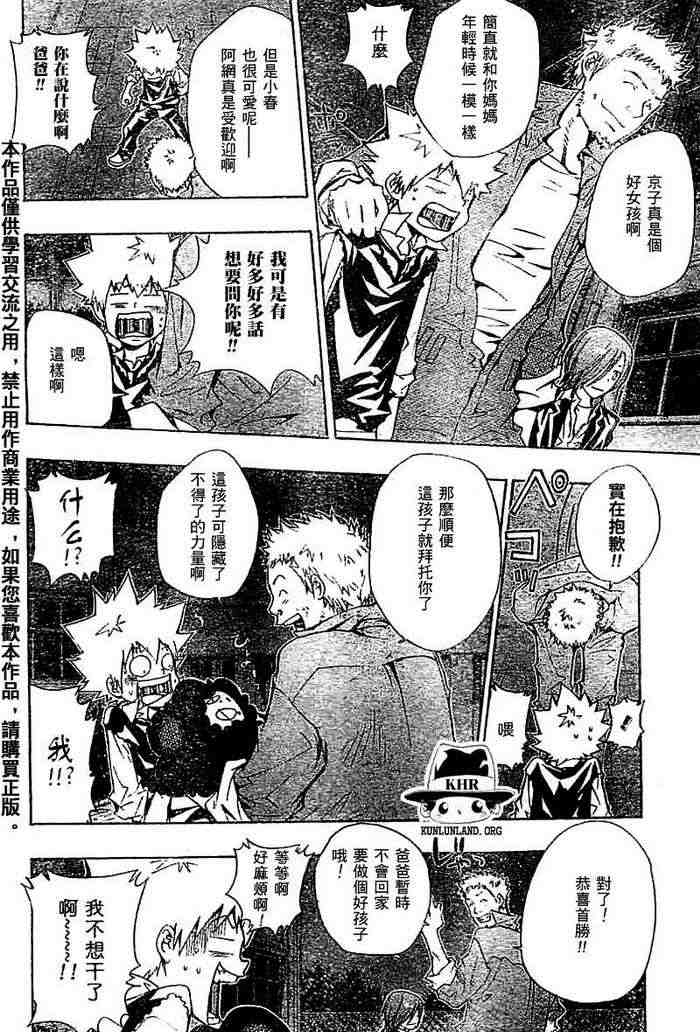 京子真是個
好女孩啊
簡直就和你媽媽
年輕時候一模一樣
什麼
但是小春
也很可愛呢——
阿綱真是受歡迎啊
你在說什麼啊
爸爸!!
我可是有
好多好多話
想要問你呢!!
嗯
這樣啊
實在抱歉!!
ペコ
喂
那麼順便
這孩子就拜托你了
這孩子可隱藏了
不得了的力量啊
什么!?
我!!?
對了!
恭喜首勝!!
爸爸暫時
不會回家
要做個好孩子
哦!
等等啊
好麻煩啊!
我不想干了
啊~~~~!!
KHR
KUNLUNLAND.ORG
本作品僅供學習交流之用，禁止用作商業用途，如果您喜歡本作品，請購買正版。